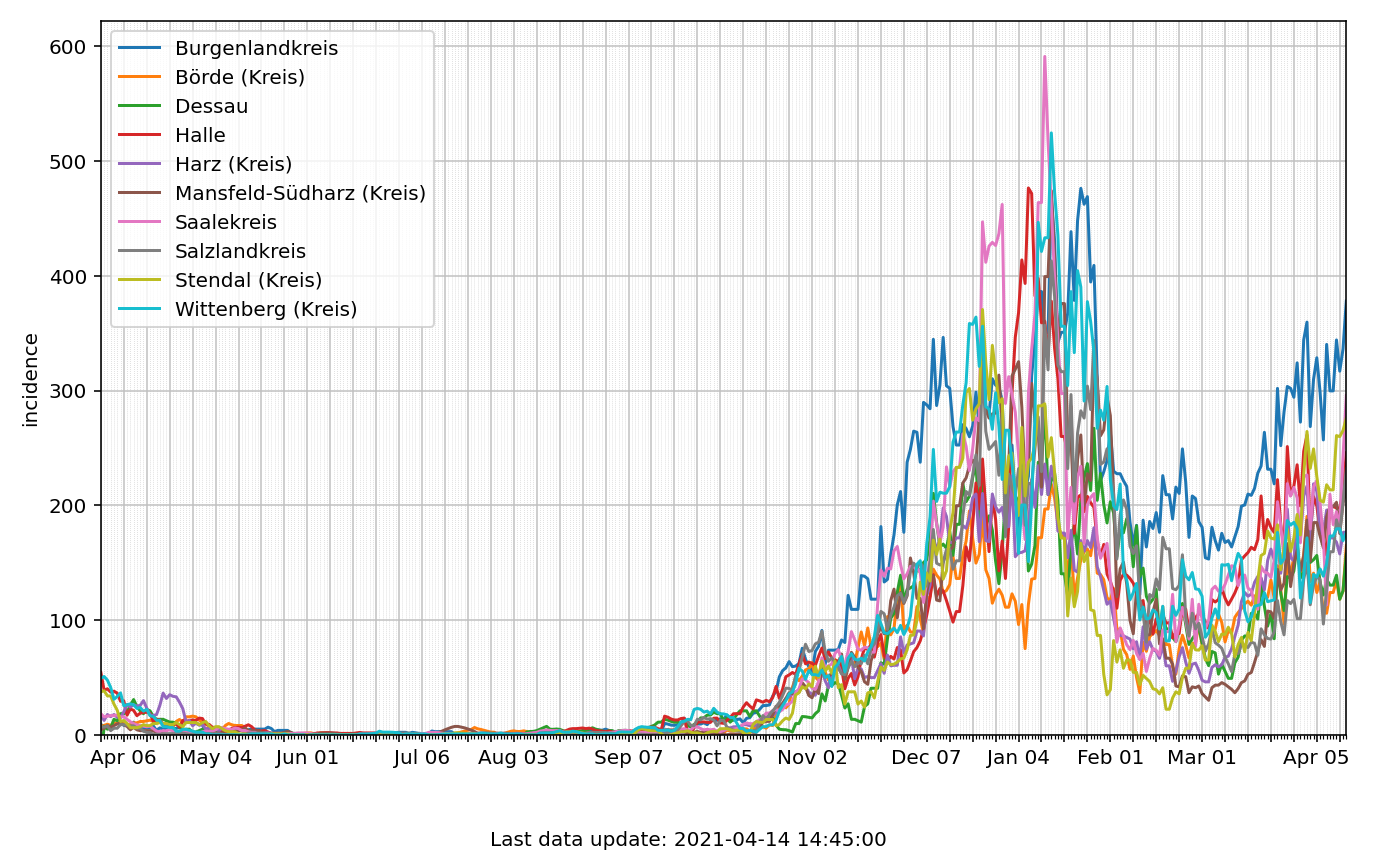 600
500
400
300
200
100
0
incidence
Burgenlandkreis
Börde (Kreis)
Dessau
Halle
Harz (Kreis)
Mansfeld-Südharz (Kreis)
Saalekreis
Salzlandkreis
Stendal (Kreis)
Wittenberg (Kreis)
Apr 06 May 04 Jun 01 Jul 06 Aug 03 Sep 07 Oct 05 Nov 02 Dec 07 Jan 04 Feb 01 Mar 01 Apr 05
Last data update: 2021-04-14 14:45:00